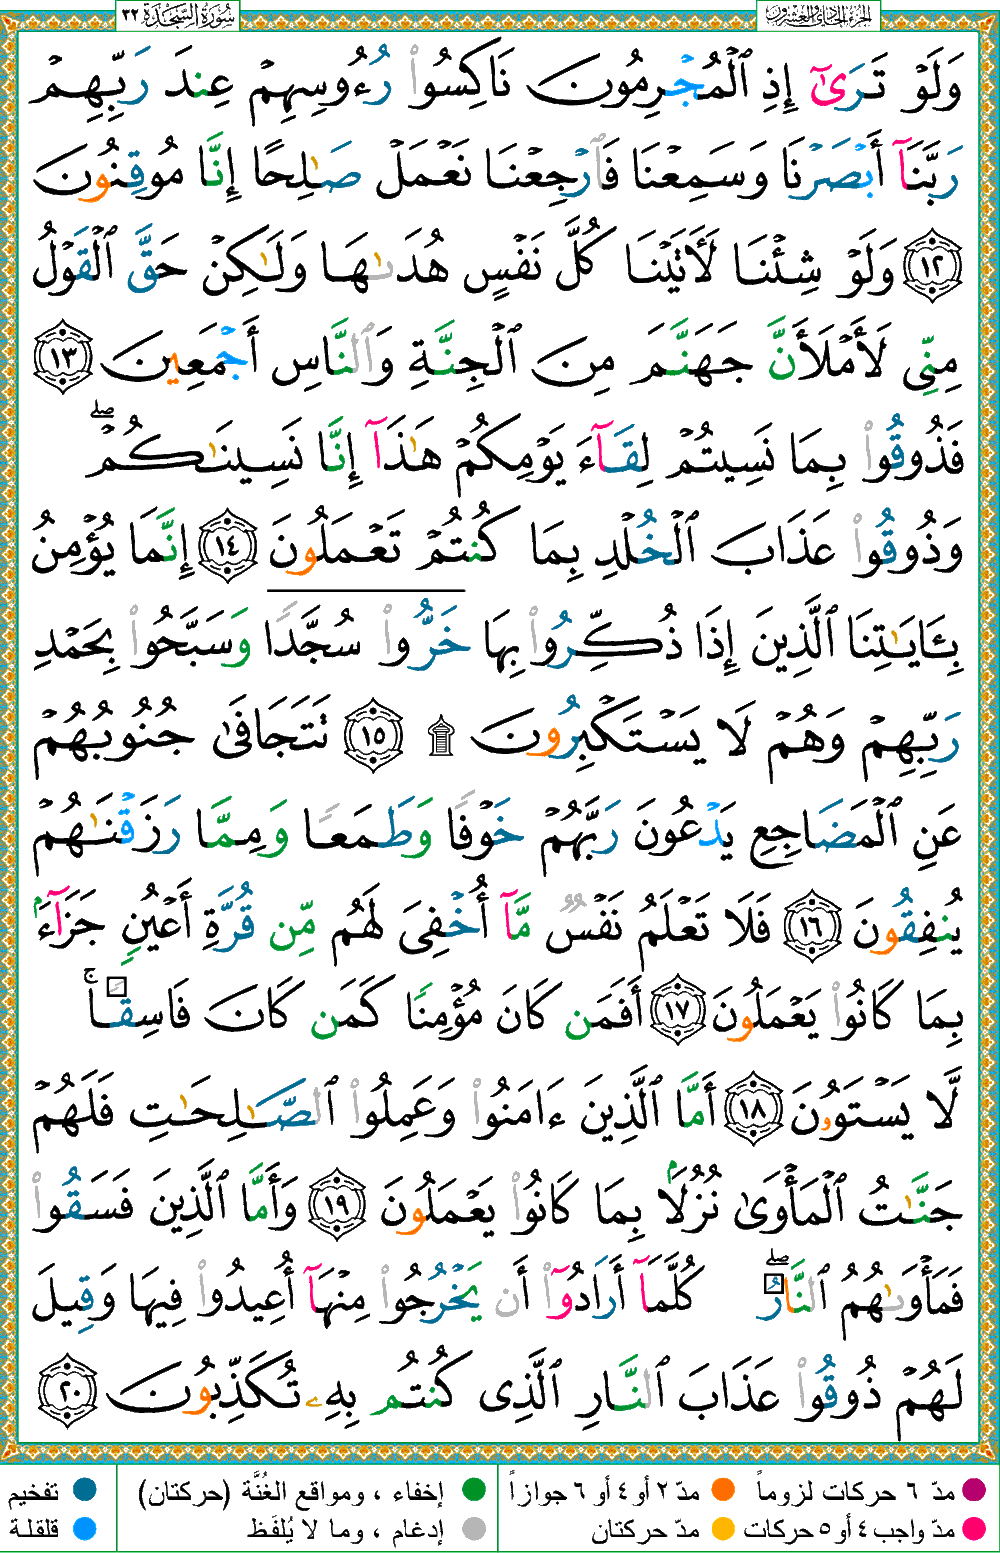 سُورَةُ السَّجْدَة ٣٢
الجزء الحادي والعشرون
وَلَوْ تَرَىٰٓ إِذِ ٱلْمُجْرِمُونَ نَاكِسُوا۟ رُءُوسِهِمْ عِندَ رَبِّهِمْ
رَبَّنَآ أَبْصَرْنَا وَسَمِعْنَا فَٱرْجِعْنَا نَعْمَلْ صَـٰلِحًا إِنَّا مُوقِنُونَ
١٢ وَلَوْ شِئْنَا لَـَٔاتَيْنَا كُلَّ نَفْسٍ هُدَىٰهَا وَلَـٰكِنْ حَقَّ ٱلْقَوْلُ
مِنِّى لَأَمْلَأَنَّ جَهَنَّمَ مِنَ ٱلْجِنَّةِ وَٱلنَّاسِ أَجْمَعِينَ ١٣
فَذُوقُوا۟ بِمَا نَسِيتُمْ لِقَآءَ يَوْمِكُمْ هَـٰذَآ إِنَّا نَسِينَـٰكُمْ ۖ
وَذُوقُوا۟ عَذَابَ ٱلْخُلْدِ بِمَا كُنتُمْ تَعْمَلُونَ ١٤ إِنَّمَا يُؤْمِنُ
بِـَٔايَـٰتِنَا ٱلَّذِينَ إِذَا ذُكِّرُوا۟ بِهَا خَرُّوا۟ سُجَّدًا وَسَبَّحُوا۟ بِحَمْدِ
رَبِّهِمْ وَهُمْ لَا يَسْتَكْبِرُونَ ۩ ١٥ تَتَجَافَىٰ جُنُوبُهُمْ
عَنِ ٱلْمَضَاجِعِ يَدْعُونَ رَبَّهُمْ خَوْفًا وَطَمَعًا وَمِمَّا رَزَقْنَـٰهُمْ
يُنفِقُونَ ١٦ فَلَا تَعْلَمُ نَفْسٌ مَّآ أُخْفِىَ لَهُم مِّن قُرَّةِ أَعْيُنٍ جَزَآءًۢ
بِمَا كَانُوا۟ يَعْمَلُونَ ١٧ أَفَمَن كَانَ مُؤْمِنًا كَمَن كَانَ فَاسِقًا ۚ
لَّا يَسْتَوُۥنَ ١٨ أَمَّا ٱلَّذِينَ ءَامَنُوا۟ وَعَمِلُوا۟ ٱلصَّـٰلِحَـٰتِ فَلَهُمْ
جَنَّـٰتُ ٱلْمَأْوَىٰ نُزُلًۢا بِمَا كَانُوا۟ يَعْمَلُونَ ١٩ وَأَمَّا ٱلَّذِينَ فَسَقُوا۟
فَمَأْوَىٰهُمُ ٱلنَّارُ ۖ كُلَّمَآ أَرَادُوٓا۟ أَن يَخْرُجُوا۟ مِنْهَآ أُعِيدُوا۟ فِيهَا وَقِيلَ
لَهُمْ ذُوقُوا۟ عَذَابَ ٱلنَّارِ ٱلَّذِى كُنتُم بِهِۦ تُكَذِّبُونَ ٢٠
مدّ ٦ حركات لزوماً مدّ ٢ أو ٤ أو ٦ جوازاً إخفاء ، ومواقع الغُنَّة (حركتان) تفخيم
مدّ واجب ٤ أو ٥ حركات مدّ حركتان إدغام ، وما لا يُلفَظ قلقلة